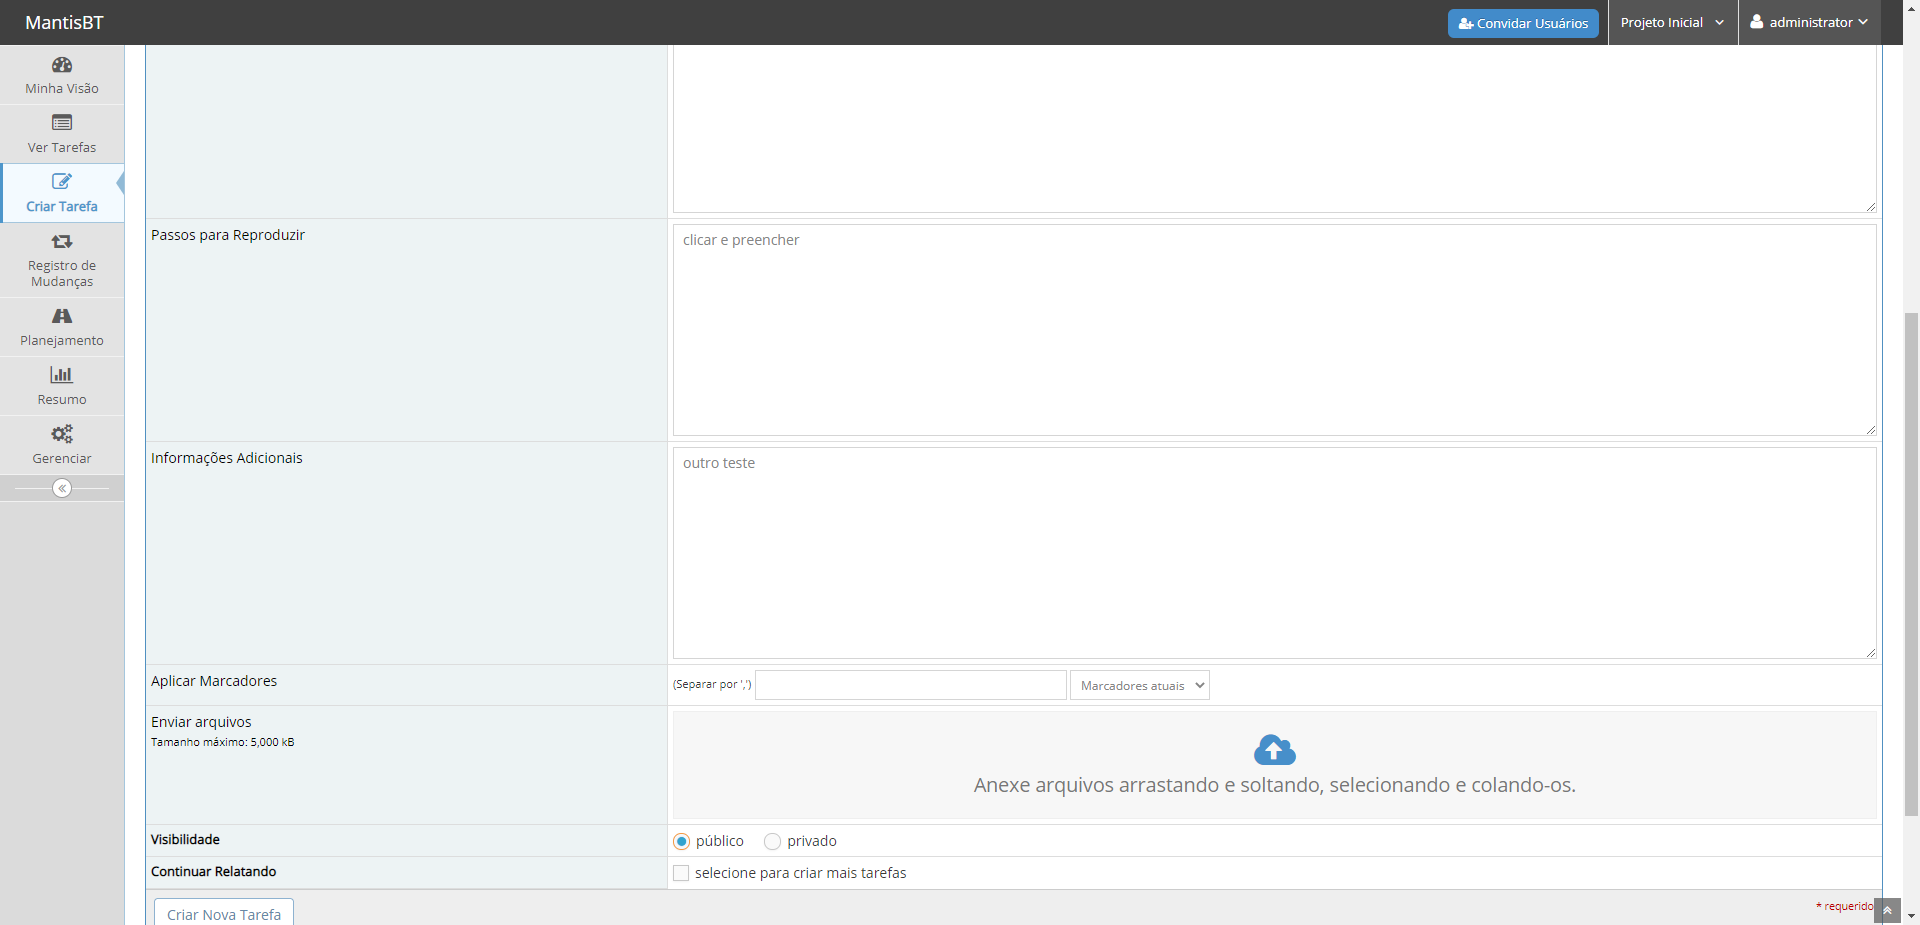 MantisBT
Convidar Usuários
Projeto Inicial
administrator
Minha Visão
Ver Tarefas
Criar Tarefa
Registro de
Mudanças
Planejamento
Resumo
Gerenciar
Passos para Reproduzir
clicar e preencher
Informações Adicionais
outro teste
Aplicar Marcadores
(Separar por ',')
Marcadores atuais
Enviar arquivos
Tamanho máximo: 5,000 kB
Anexe arquivos arrastando e soltando, selecionando e colando-os.
Visibilidade
público
privado
Continuar Relatando
selecione para criar mais tarefas
Criar Nova Tarefa
* requerido